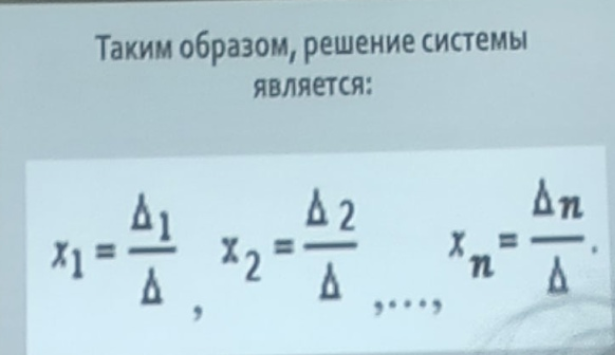 Таким образом, решение системы
является:
x₁ = Δ₁/Δ, x₂ = Δ₂/Δ, ..., xₙ = Δₙ/Δ.